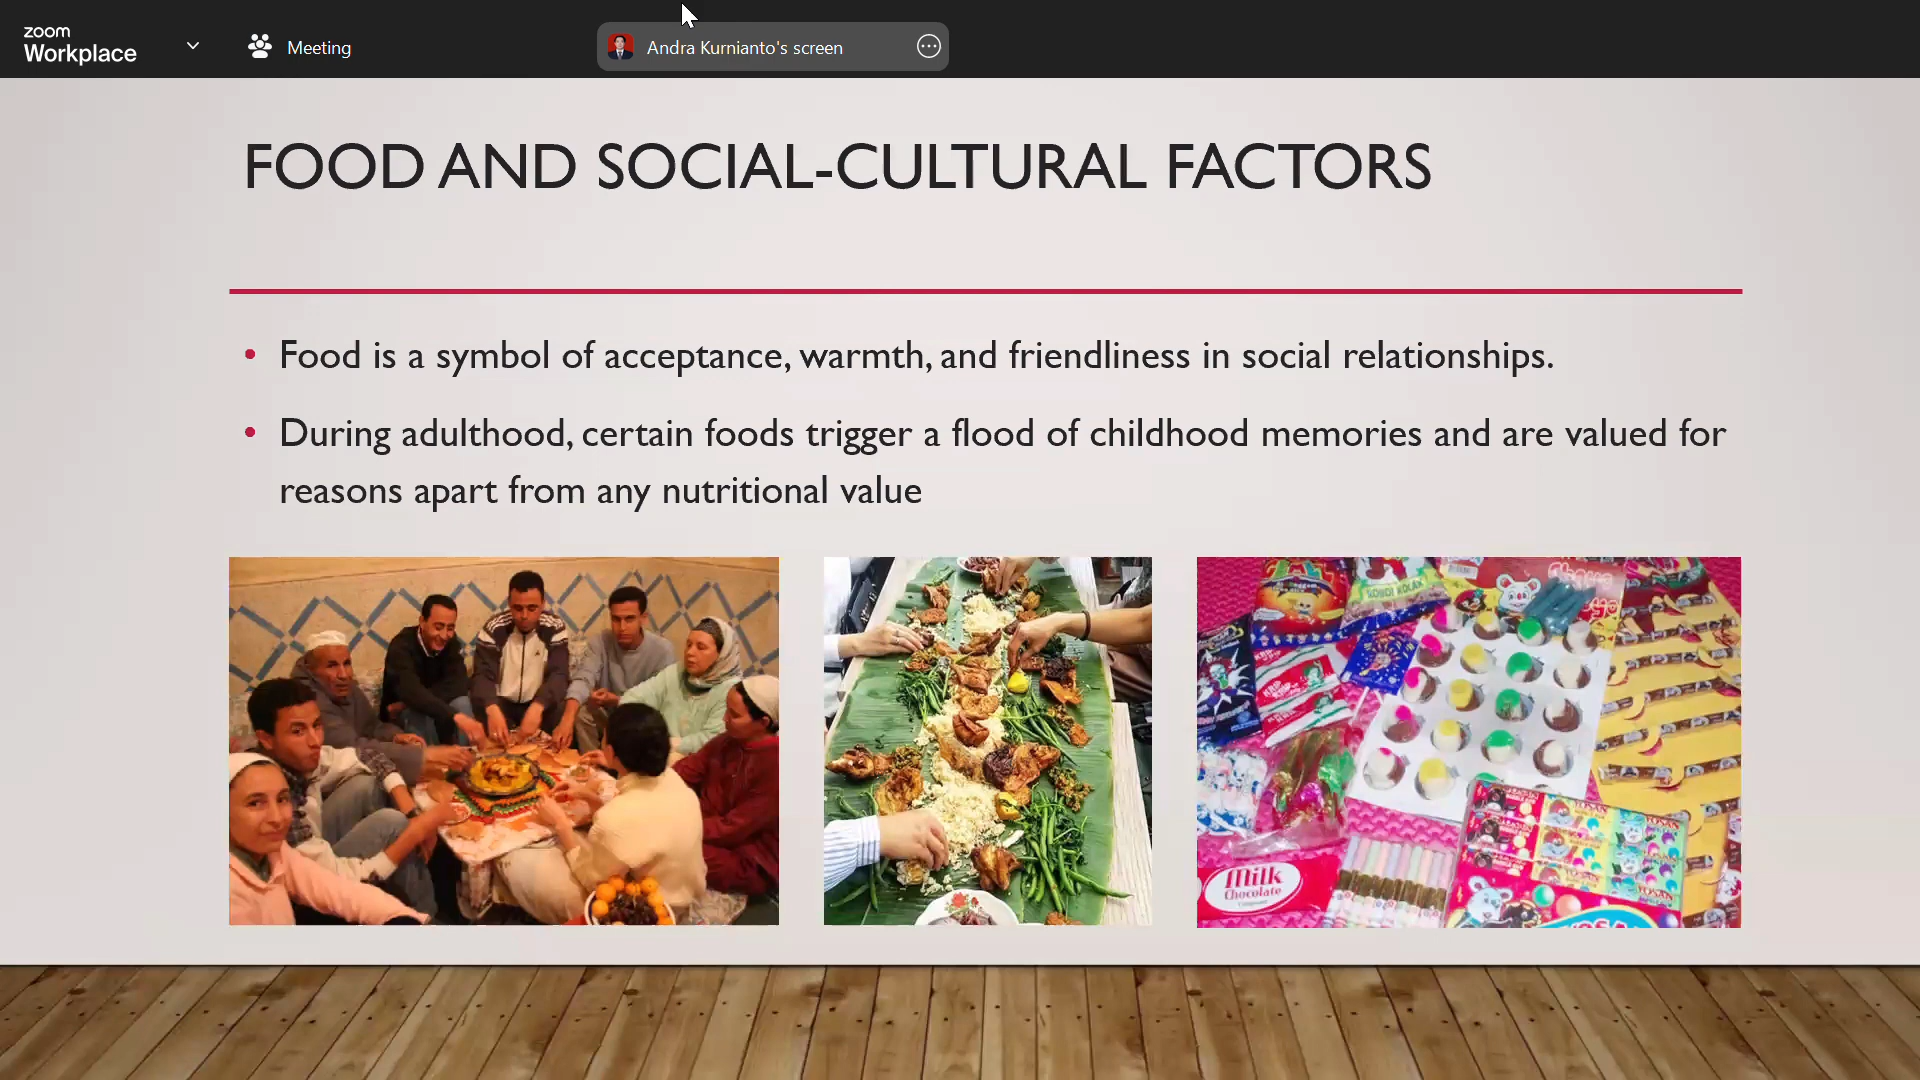 zoom
Workplace
Meeting
Andra Kurnianto's screen
FOOD AND SOCIAL-CULTURAL FACTORS
• Food is a symbol of acceptance, warmth, and friendliness in social relationships.
• During adulthood, certain foods trigger a flood of childhood memories and are valued for
reasons apart from any nutritional value
Milk
Chocolate
YOSAN